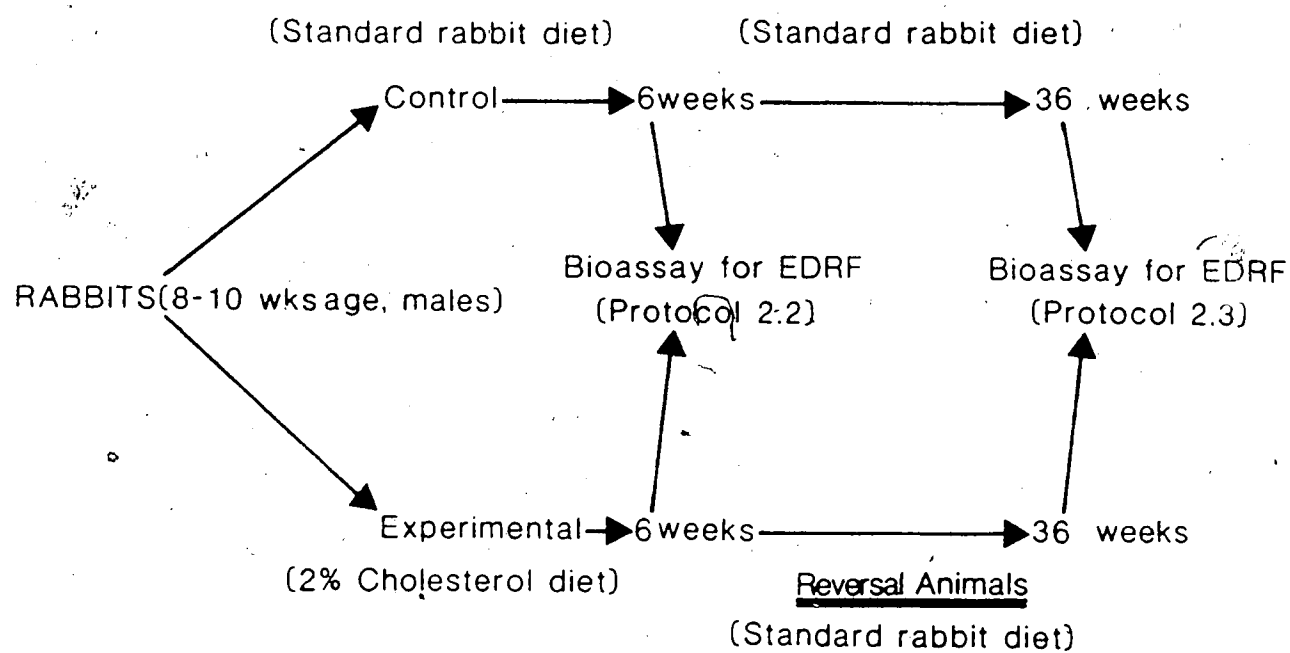 (Standard rabbit diet) (Standard rabbit diet)
Control 6weeks 36 weeks
Bioassay for EDRF Bioassay for EDRF
RABBITS(8-10 wks age, males) (Protocol 2.2) (Protocol 2.3)
Experimental 6weeks 36 weeks
(2% Cholesterol diet) Reversal Animals
(Standard rabbit diet)